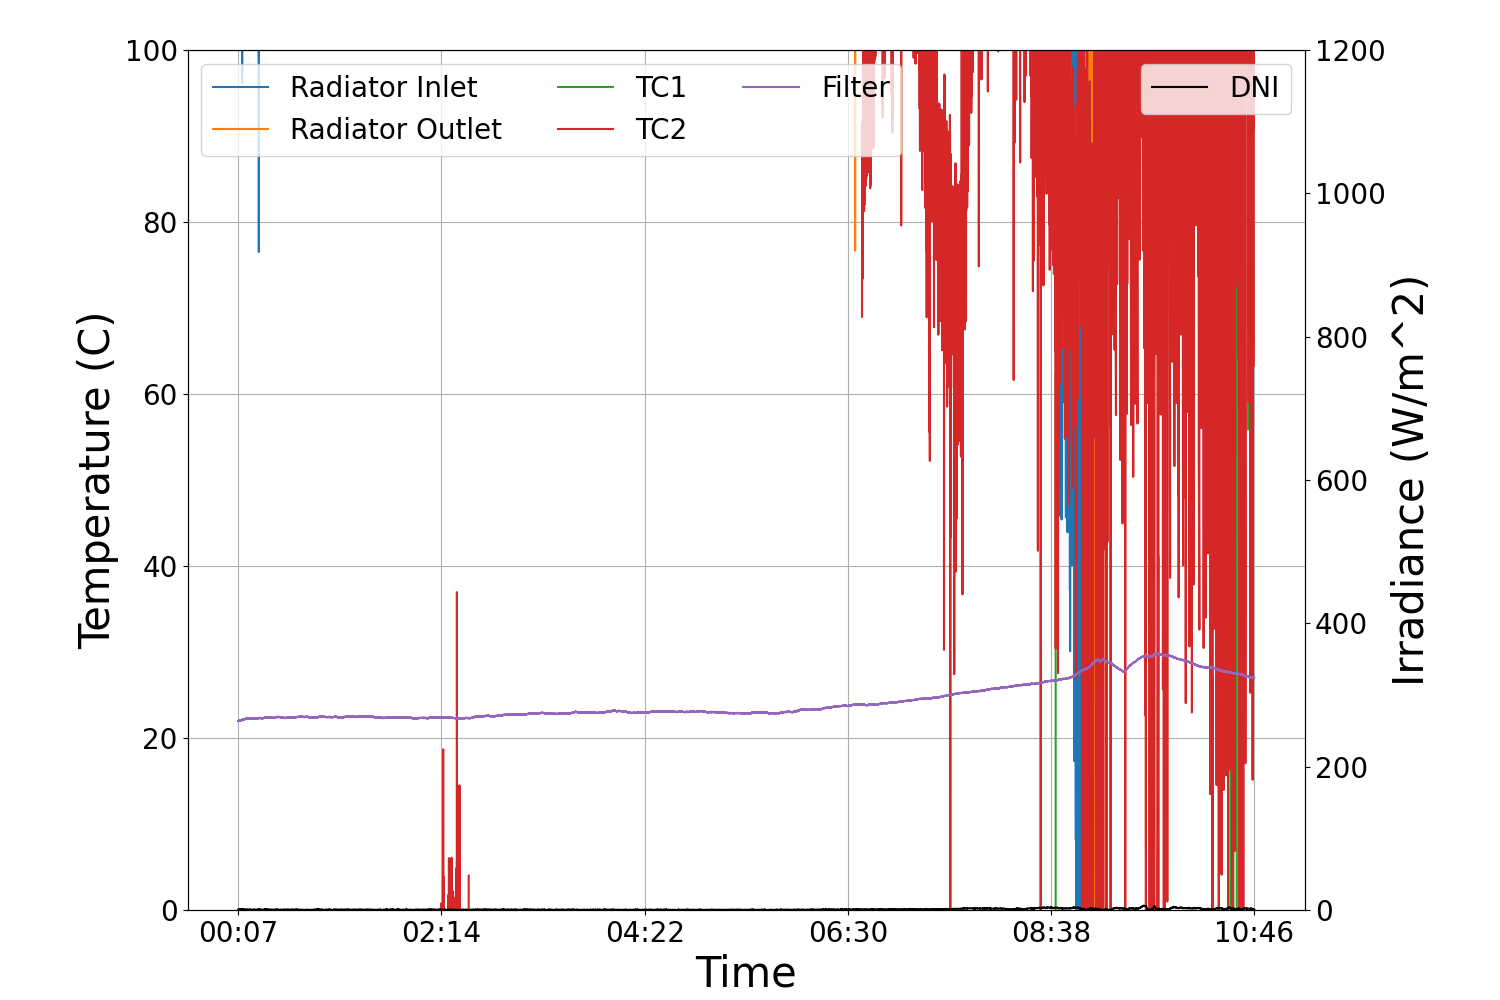 100
80
60
40
20
0
Temperature (C)
Radiator Inlet
Radiator Outlet
TC1
TC2
Filter
DNI
1200
1000
800
600
400
200
0
Irradiance (W/m^2)
00:07
02:14
04:22
06:30
08:38
10:46
Time